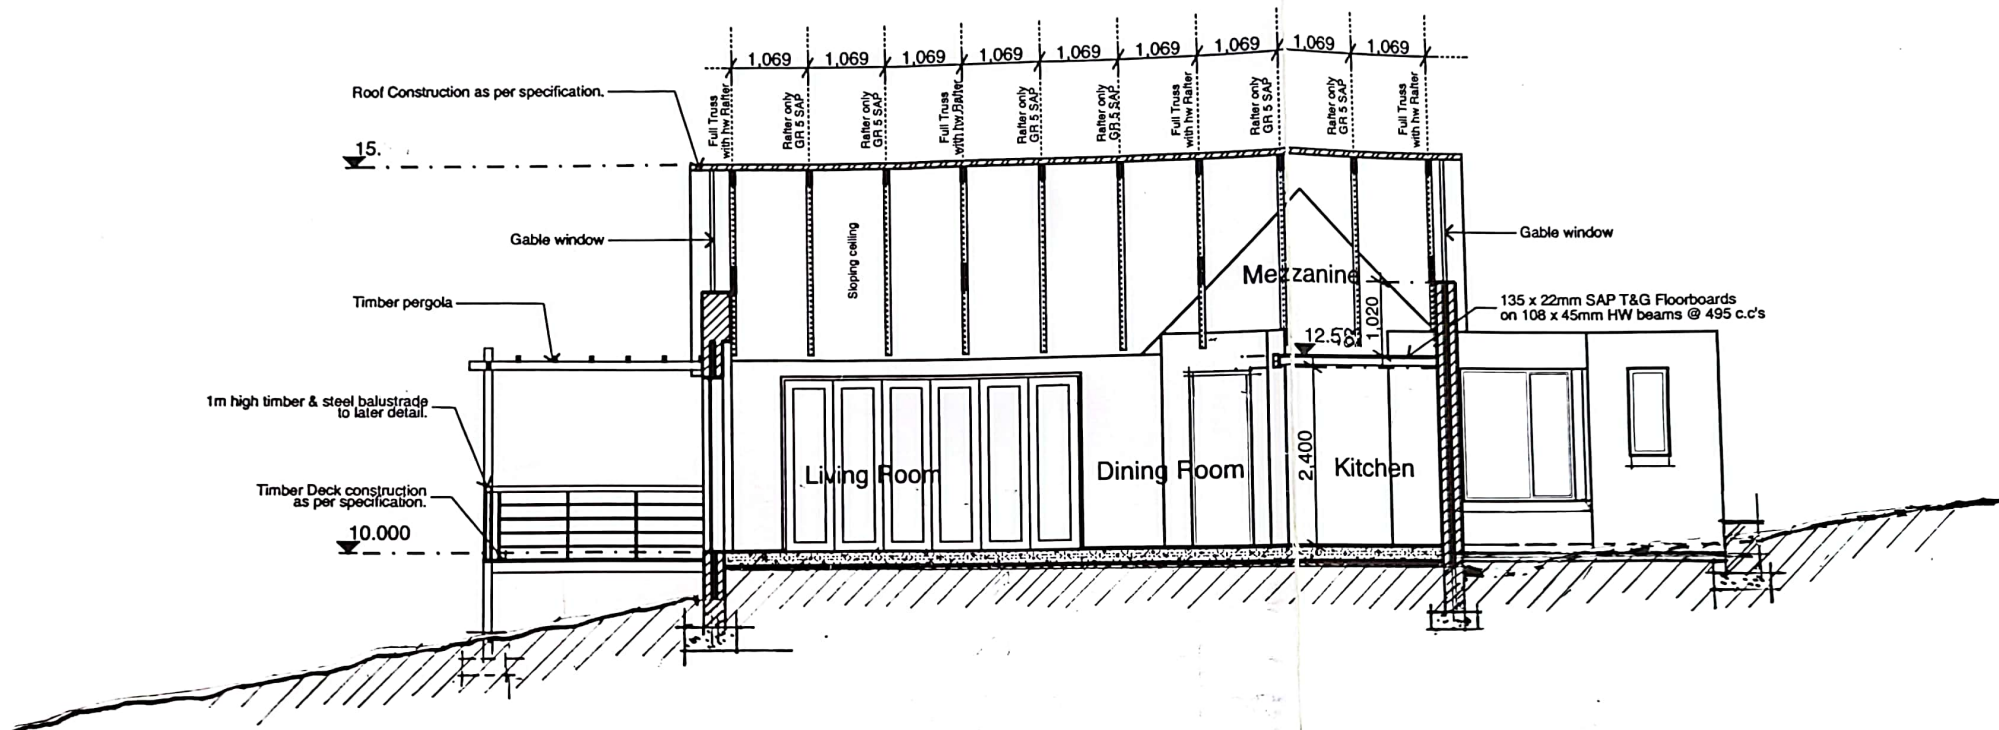 1,069 1,069 1,069 1,069 1,069 1,069 1,069 1,069 1,069
Full Truss
with hw Rafter
Rafter only
GR 5 SAP
Rafter only
GR 5 SAP
Full Truss
with hw Rafter
Rafter only
GR 5 SAP
Rafter only
GR 5 SAP
Full Truss
with hw Rafter
Rafter only
GR 5 SAP
Rafter only
GR 5 SAP
Full Truss
with hw Rafter
Roof Construction as per specification.
15.
Gable window
Sloping ceiling
Gable window
Mezzanine
Timber pergola
135 x 22mm SAP T&G Floorboards
on 108 x 45mm HW beams @ 495 c.c's
1,020
12.5
1m high timber & steel balustrade
to later detail.
2,400
Living Room
Dining Room
Kitchen
Timber Deck construction
as per specification.
10.000